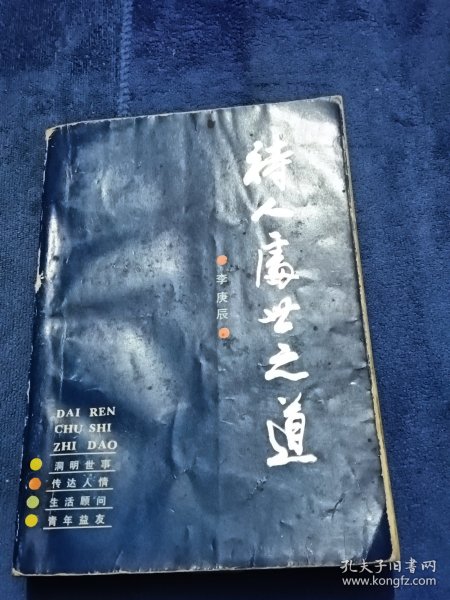 待人處世之道
李庚辰
DAI REN
CHU SHI
ZHI DAO
洞明世事
传达人情
生活顾问
青年益友
孔夫子旧书网
www.kongfz.com